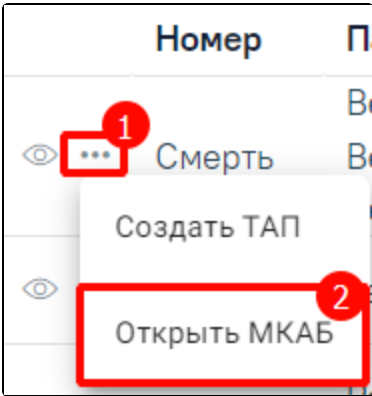 Номер
1
Смерть
Создать ТАП
2
Открыть МКАБ